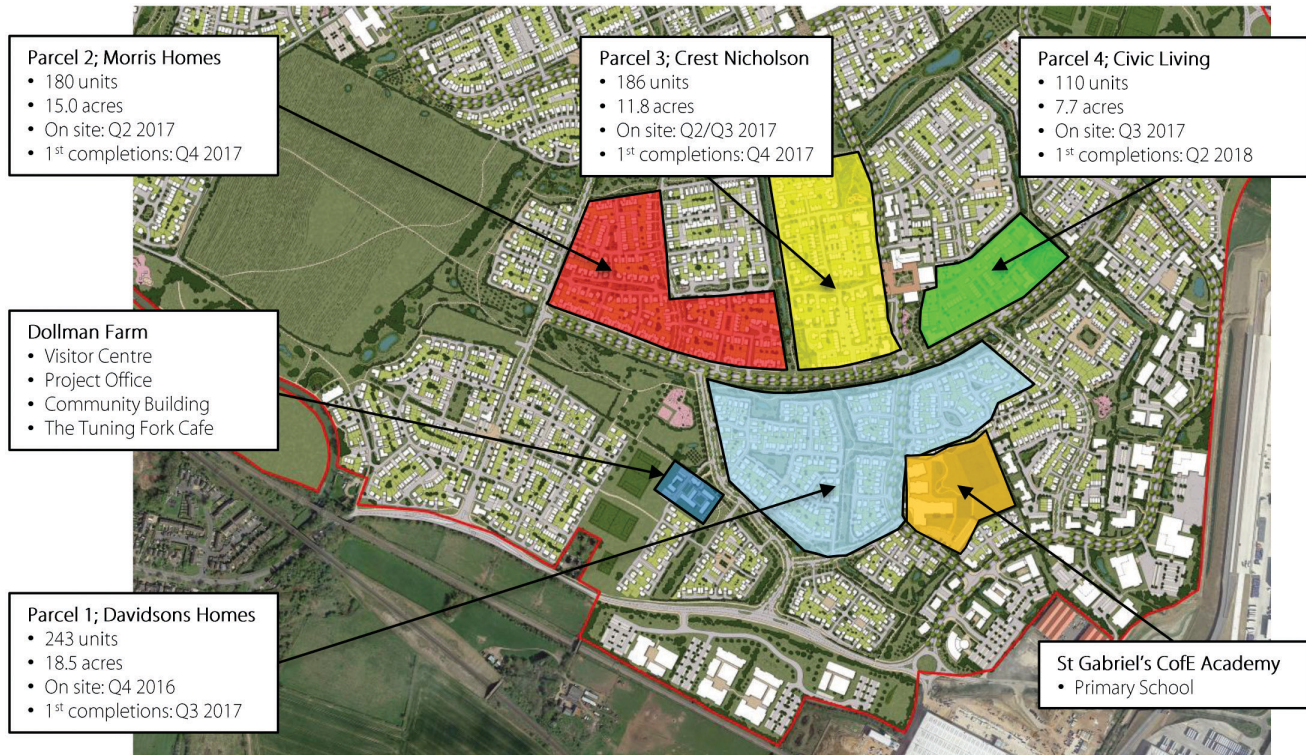 Parcel 2; Morris Homes
• 180 units
• 15.0 acres
• On site: Q2 2017
• 1st completions: Q4 2017
Parcel 3; Crest Nicholson
• 186 units
• 11.8 acres
• On site: Q2/Q3 2017
• 1st completions: Q4 2017
Parcel 4; Civic Living
• 110 units
• 7.7 acres
• On site: Q3 2017
• 1st completions: Q2 2018
Dollman Farm
• Visitor Centre
• Project Office
• Community Building
• The Tuning Fork Cafe
Parcel 1; Davidsons Homes
• 243 units
• 18.5 acres
• On site: Q4 2016
• 1st completions: Q3 2017
St Gabriel's CofE Academy
• Primary School